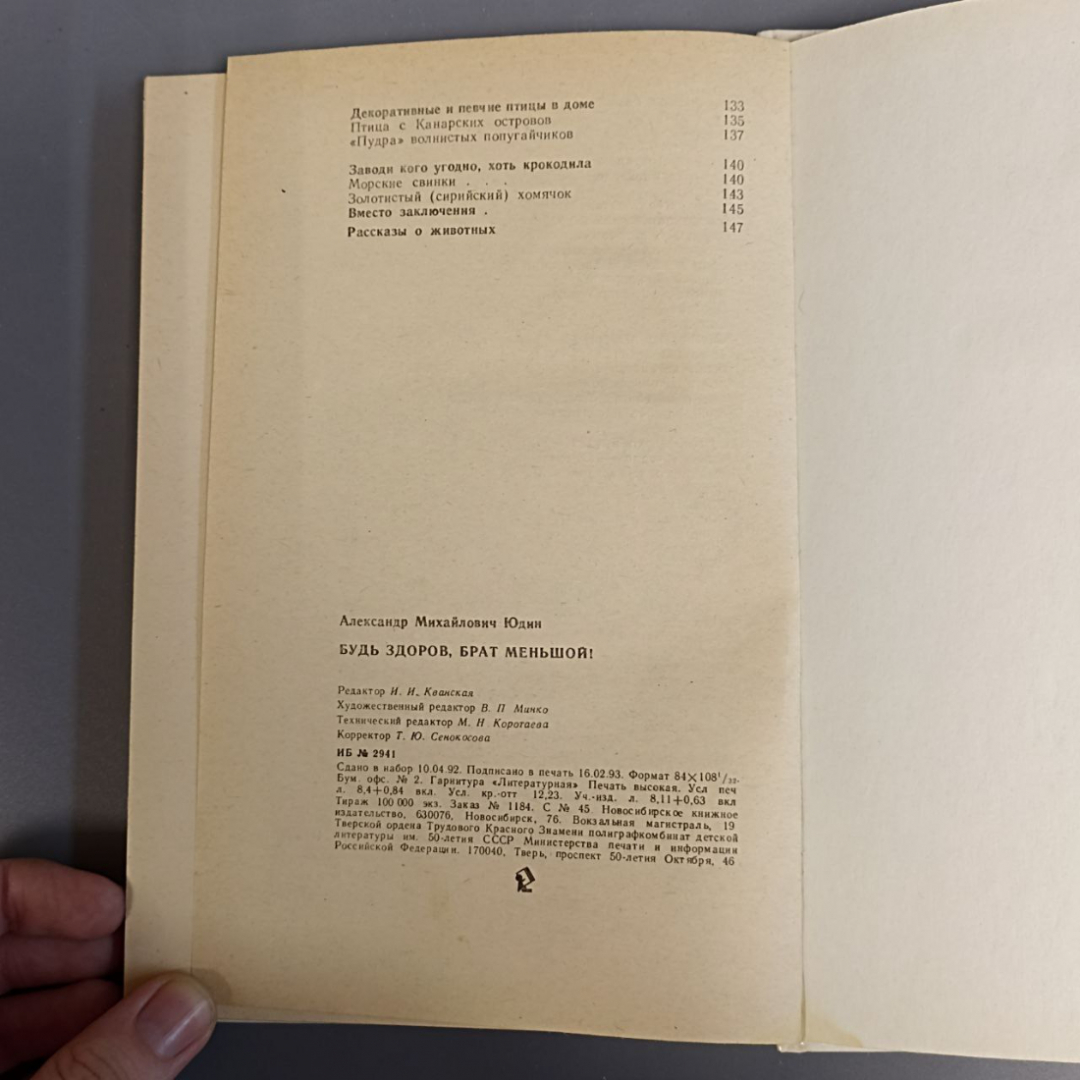 Декоративные и певчие птицы в доме 133
Птица с Канарских островов 135
«Пудра» волнистых попугайчиков 137
Заводи кого угодно, хоть крокодила 140
Морские свинки . . . 140
Золотистый (сирийский) хомячок 143
Вместо заключения . 145
Рассказы о животных 147
Александр Михайлович Юдин
БУДЬ ЗДОРОВ, БРАТ МЕНЬШОЙ!
Редактор И. И. Кванская
Художественный редактор В. П Минко
Технический редактор М. Н Коротаева
Корректор Т. Ю. Сенокосова
ИБ № 2941
Сдано в набор 10.04.92. Подписано в печать 16.02.93. Формат 84×108¹/₃₂.
Бум. офс. № 2. Гарнитура «Литературная» Печать высокая. Усл печ
л. 8,4+0,84 вкл. Усл. кр.-отт 12,23. Уч.-изд. л. 8,11+0,63 вкл
Тираж 100 000 экз. Заказ № 1184. С № 45 Новосибирское книжное
издательство, 630076, Новосибирск, 76. Вокзальная магистраль, 19
Тверской ордена Трудового Красного Знамени полиграфкомбинат детской
литературы им. 50-летия СССР Министерства печати и информации
Российской Федерации. 170040, Тверь, проспект 50-летия Октября, 46